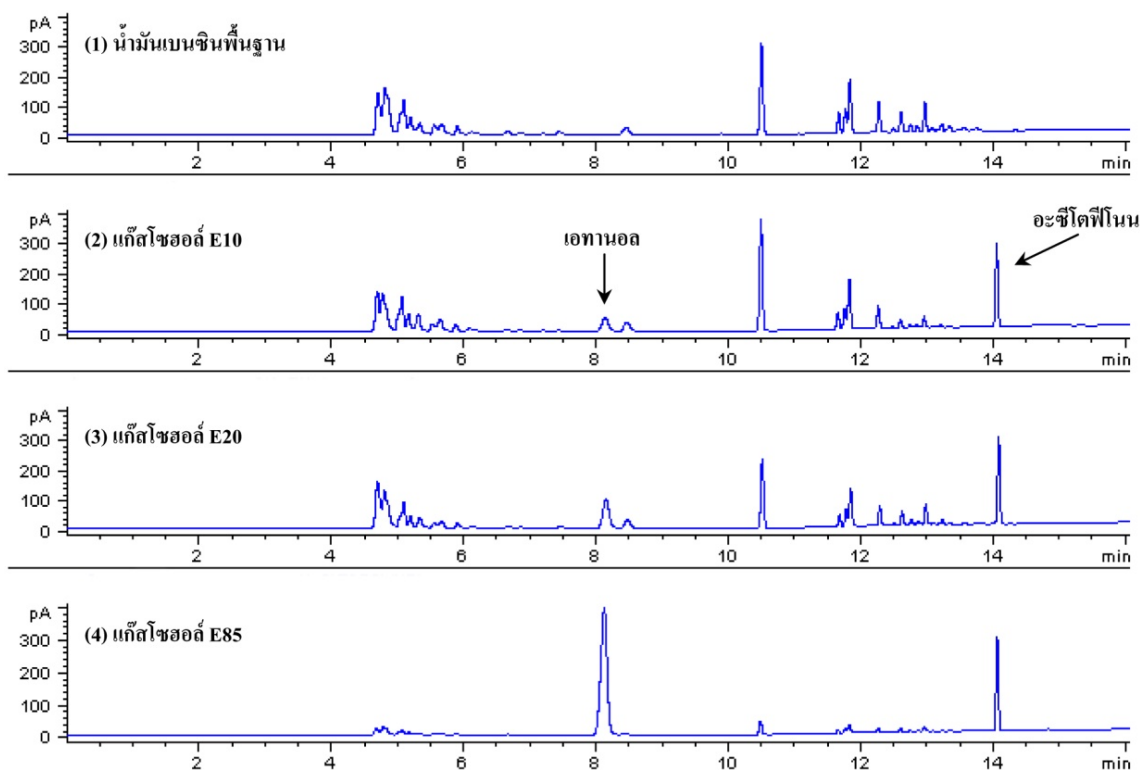 pA
(1) น้ำมันเบนซินพื้นฐาน
300
200
100
0
2 4 6 8 10 12 14 min
pA
(2) แก๊สโซฮอล์ E10
เอทานอล
อะซีโตฟีโนน
300
200
100
0
2 4 6 8 10 12 14 min
pA
(3) แก๊สโซฮอล์ E20
300
200
100
0
2 4 6 8 10 12 14 min
pA
(4) แก๊สโซฮอล์ E85
300
200
100
0
2 4 6 8 10 12 14 min